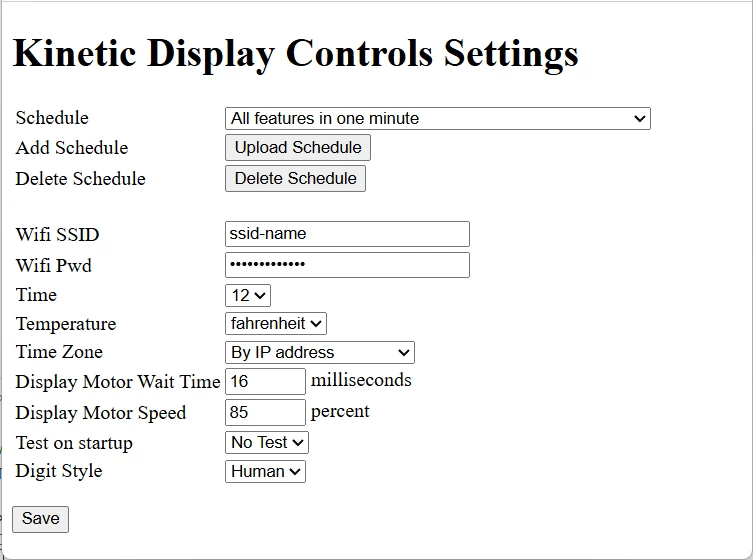 Kinetic Display Controls Settings
Schedule All features in one minute
Add Schedule Upload Schedule
Delete Schedule Delete Schedule
Wifi SSID ssid-name
Wifi Pwd •••••••••••••
Time 12
Temperature fahrenheit
Time Zone By IP address
Display Motor Wait Time 16 milliseconds
Display Motor Speed 85 percent
Test on startup No Test
Digit Style Human
Save